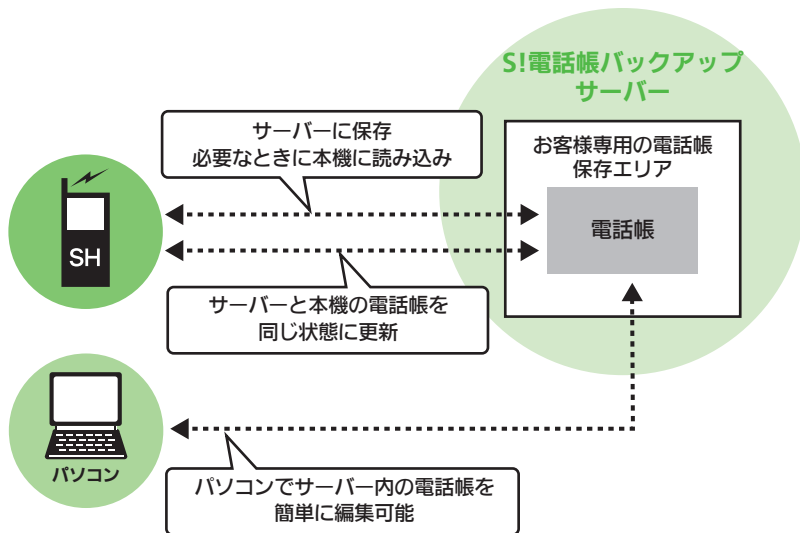 S!電話帳バックアップ
サーバー
サーバーに保存
必要なときに本機に読み込み
お客様専用の電話帳
保存エリア
電話帳
SH
サーバーと本機の電話帳を
同じ状態に更新
パソコン
パソコンでサーバー内の電話帳を
簡単に編集可能